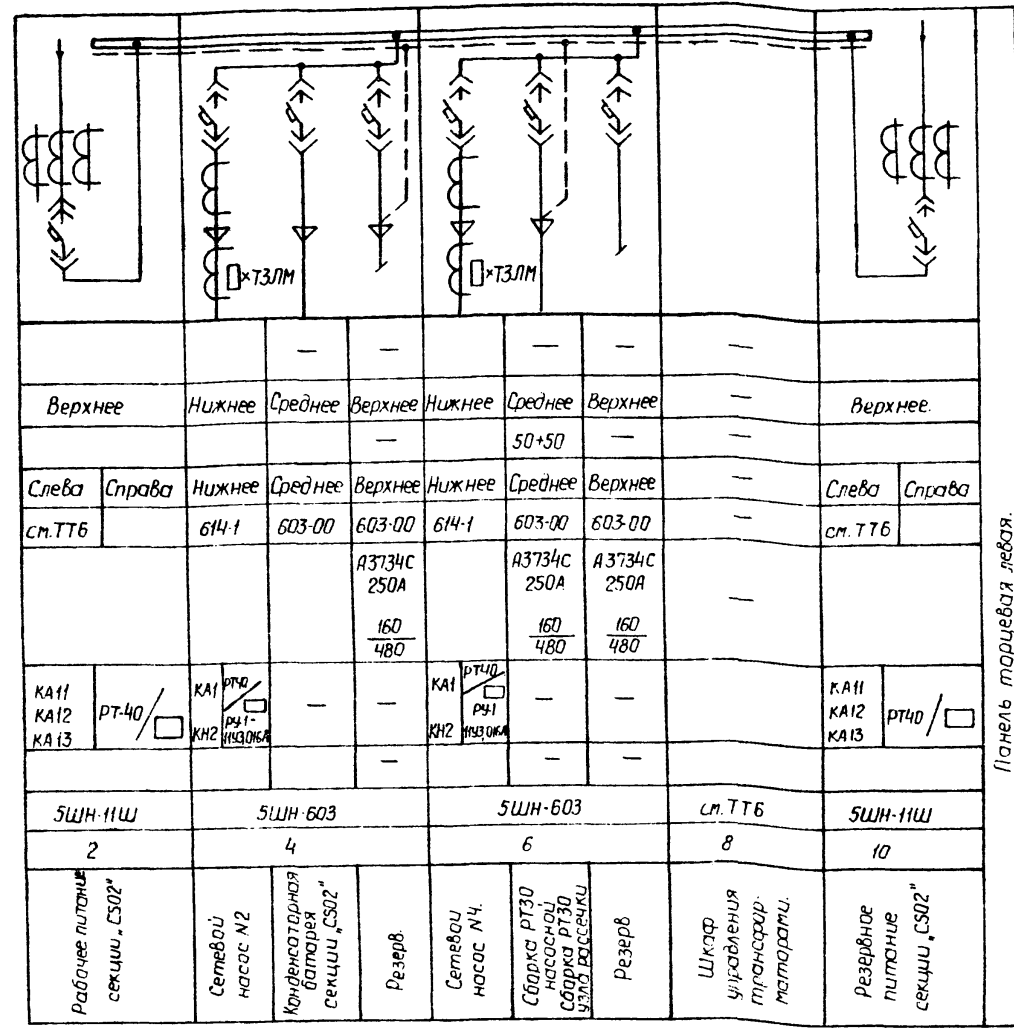 ×ТЗЛМ
×ТЗЛМ
— — — — —
Верхнее Нижнее Среднее Верхнее Нижнее Среднее Верхнее — Верхнее.
— 50+50 — —
Слева Справа Нижнее Среднее Верхнее Нижнее Среднее Верхнее — Слева Справа
см. ТТ6 614-1 603-00 603-00 614-1 603-00 603-00 — см. ТТ6
А3734С А3734С А3734С
250А 250А 250А
—
160 160 160
480 480 480
КА11
КА12
КА13
РТ-40/
КА1
РТ40
КН2
РУ1-
11У3,016А
— —
КА1
РТ40
КН2
РУ1
11У3,016А
— —
КА11
КА12
КА13
РТ40 /
— — —
5ШН-11Ш 5ШН-603 5ШН-603 см. ТТ6 5ШН-11Ш
2 4 6 8 10
Рабочее питание
секции „CS02"
Сетевой
насос N2
Конденсаторная
батарея
секции „CS02"
Резерв.
Сетевой
насос N4.
Сборка РТ30
насосной
Сборка РТ30
узла рассечки
Резерв
Шкаф
управления
трансфор-
маторами.
Резервное
питание
секции „CS02"
Панель торцевая левая.